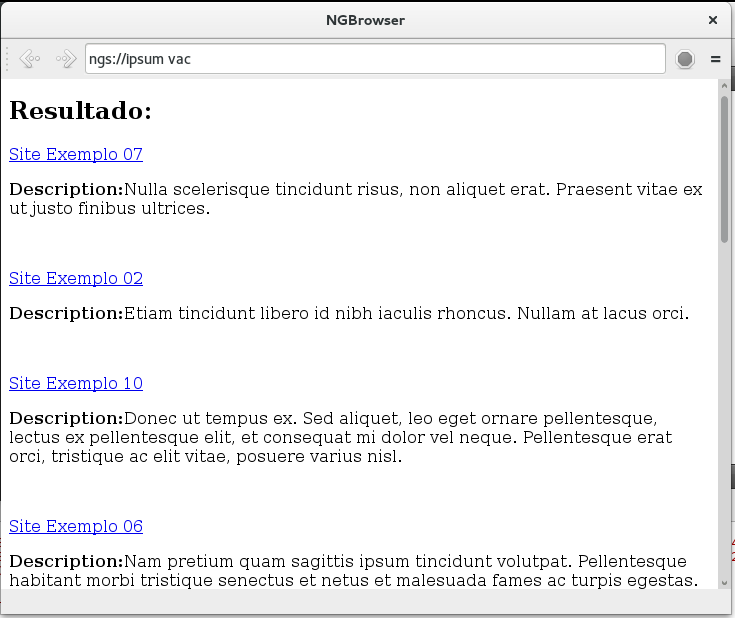 NGBrowser
ngs://ipsum vac
Resultado:
Site Exemplo 07
Description:Nulla scelerisque tincidunt risus, non aliquet erat. Praesent vitae ex
ut justo finibus ultrices.
Site Exemplo 02
Description:Etiam tincidunt libero id nibh iaculis rhoncus. Nullam at lacus orci.
Site Exemplo 10
Description:Donec ut tempus ex. Sed aliquet, leo eget ornare pellentesque,
lectus ex pellentesque elit, et consequat mi dolor vel neque. Pellentesque erat
orci, tristique ac elit vitae, posuere varius nisl.
Site Exemplo 06
Description:Nam pretium quam sagittis ipsum tincidunt volutpat. Pellentesque
habitant morbi tristique senectus et netus et malesuada fames ac turpis egestas.